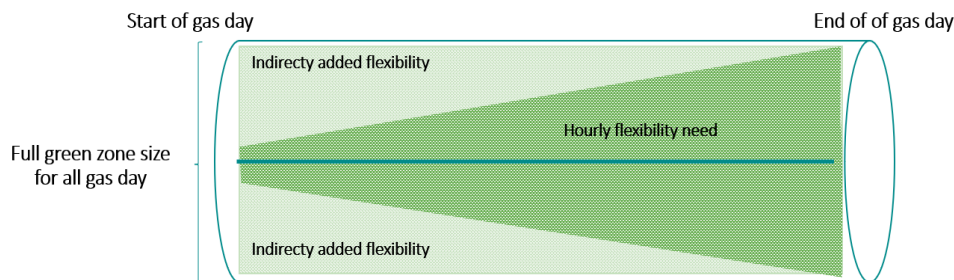 Start of gas day
End of of gas day
Indirecty added flexibility
Hourly flexibility need
Full green zone size
for all gas day
Indirecty added flexibility